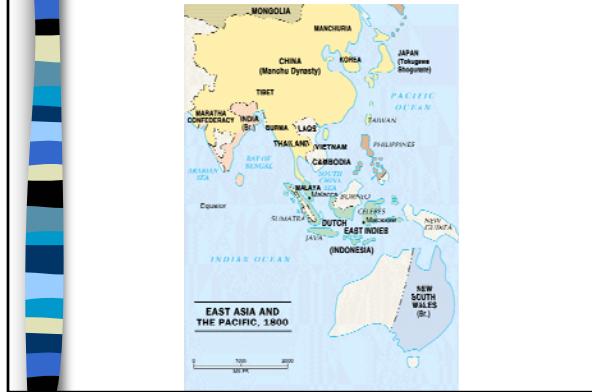 MONGOLIA
MANCHURIA
CHINA
(Manchu Dynasty)
KOREA
JAPAN
(Tokugawa
Shogunate)
TIBET
PACIFIC
OCEAN
MARATHA
CONFEDERACY
INDIA
(Br.)
BURMA
LAOS
TAIWAN
THAILAND
VIETNAM
PHILIPPINES
CAMBODIA
ARABIAN
SEA
BAY OF
BENGAL
SOUTH
CHINA
SEA
MALAYA
Malacca
BORNEO
Equator
SUMATRA
CELEBES
Macassar
DUTCH
EAST INDIES
(INDONESIA)
JAVA
NEW
GUINEA
INDIAN OCEAN
NEW
SOUTH
WALES
(Br.)
EAST ASIA AND
THE PACIFIC, 1800
0